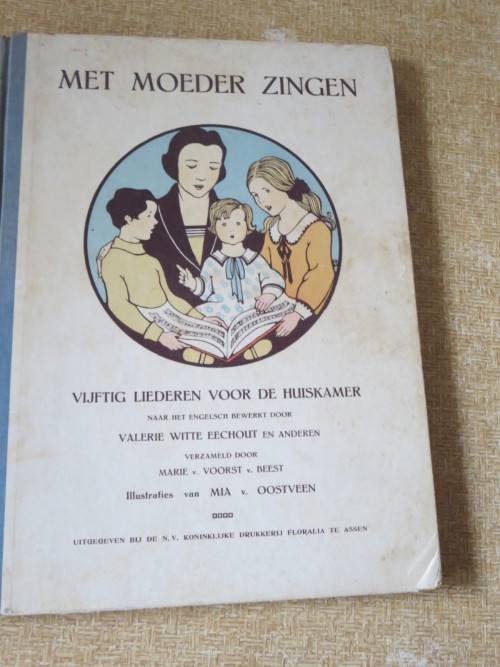 MET MOEDER ZINGEN
VIJFTIG LIEDEREN VOOR DE HUISKAMER
NAAR HET ENGELSCH BEWERKT DOOR
VALERIE WITTE EECHOUT EN ANDEREN
VERZAMELD DOOR
MARIE v. VOORST v. BEEST
Illustraties van MIA v. OOSTVEEN
UITGEGEVEN BIJ DE N.V. KONINKLIJKE DRUKKERIJ FLORALIA TE ASSEN